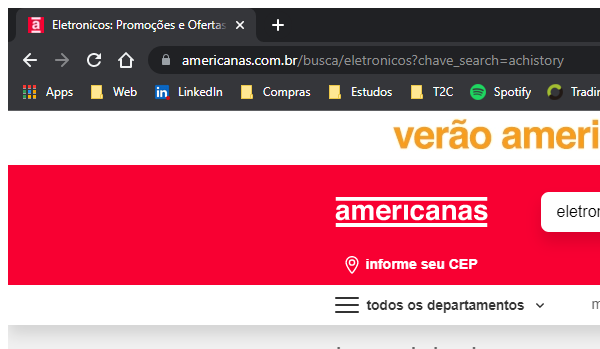 Eletronicos: Promoções e Ofertas
americanas.com.br/busca/eletronicos?chave_search=achistory
Apps Web LinkedIn Compras Estudos T2C Spotify Tradin
verão ameri
americanas
eletron
informe seu CEP
todos os departamentos